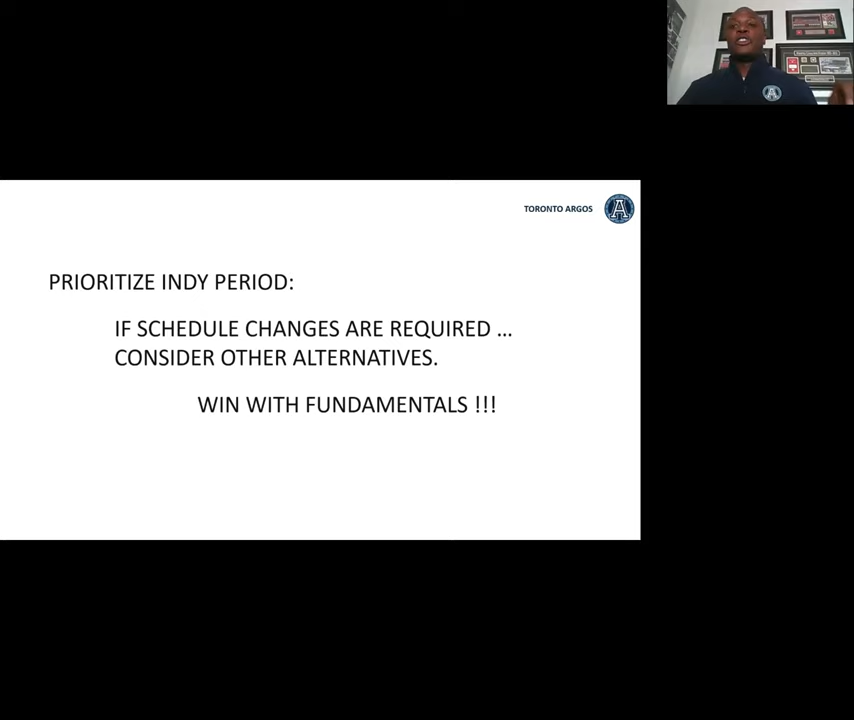 TORONTO ARGOS
A
PRIORITIZE INDY PERIOD:
IF SCHEDULE CHANGES ARE REQUIRED ...
CONSIDER OTHER ALTERNATIVES.
WIN WITH FUNDAMENTALS !!!